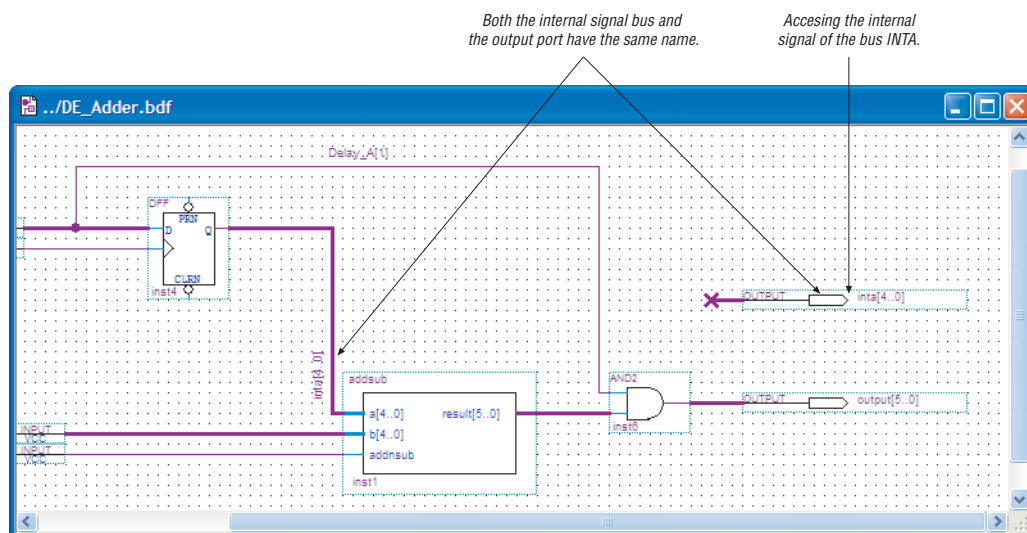 Both the internal signal bus and
the output port have the same name.
Accesing the internal
signal of the bus INTA.
../DE_Adder.bdf
Delay_A[1]
DFF
PRN
D
Q
CLRN
inst4
OUTPUT
inta[4..0]
inta[4..0]
addsub
a[4..0]
result[5..0]
b[4..0]
addnsub
inst1
AND2
inst6
OUTPUT
output[5..0]
INPUT
VCC
INPUT
VCC